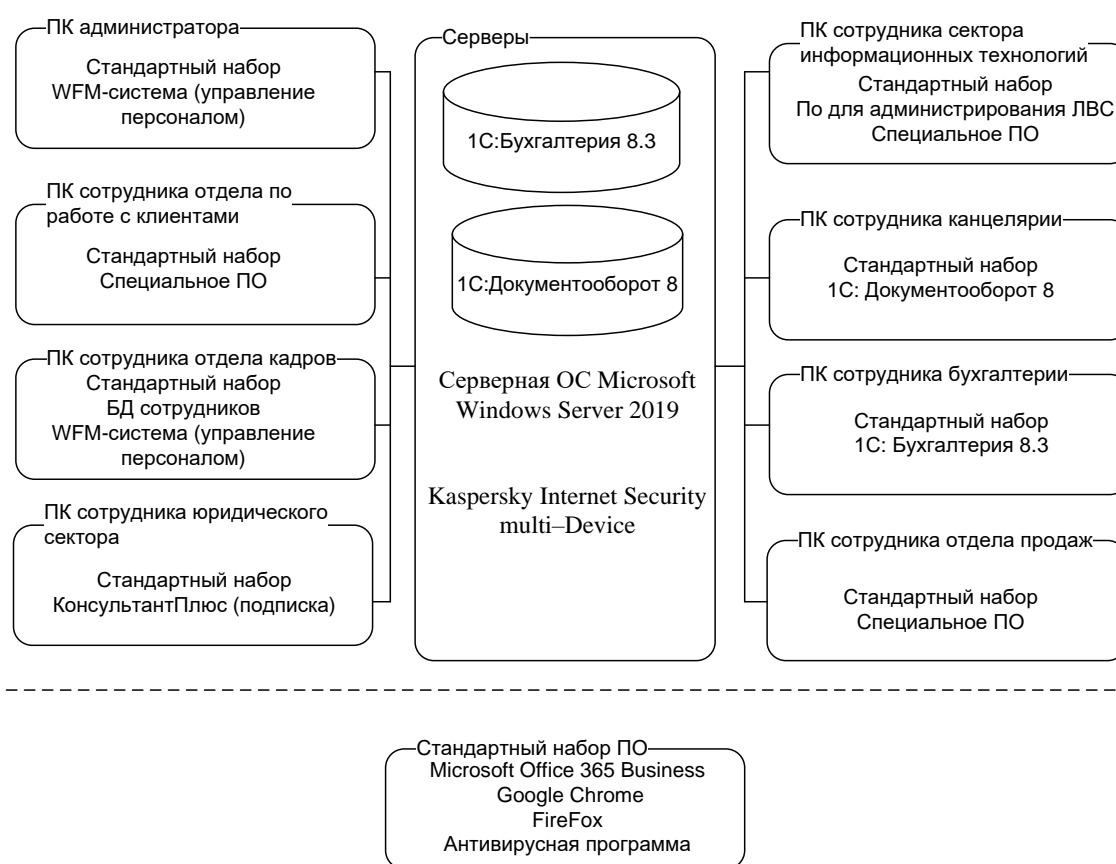 ПК администратора
Стандартный набор
WFM-система (управление
персоналом)
ПК сотрудника отдела по
работе с клиентами
Стандартный набор
Специальное ПО
ПК сотрудника отдела кадров
Стандартный набор
БД сотрудников
WFM-система (управление
персоналом)
ПК сотрудника юридического
сектора
Стандартный набор
КонсультантПлюс (подписка)
Серверы
1С:Бухгалтерия 8.3
1С:Документооборот 8
Серверная ОС Microsoft
Windows Server 2019
Kaspersky Internet Security
multi–Device
ПК сотрудника сектора
информационных технологий
Стандартный набор
По для администрирования ЛВС
Специальное ПО
ПК сотрудника канцелярии
Стандартный набор
1С: Документооборот 8
ПК сотрудника бухгалтерии
Стандартный набор
1С: Бухгалтерия 8.3
ПК сотрудника отдела продаж
Стандартный набор
Специальное ПО
Стандартный набор ПО
Microsoft Office 365 Business
Google Chrome
FireFox
Антивирусная программа